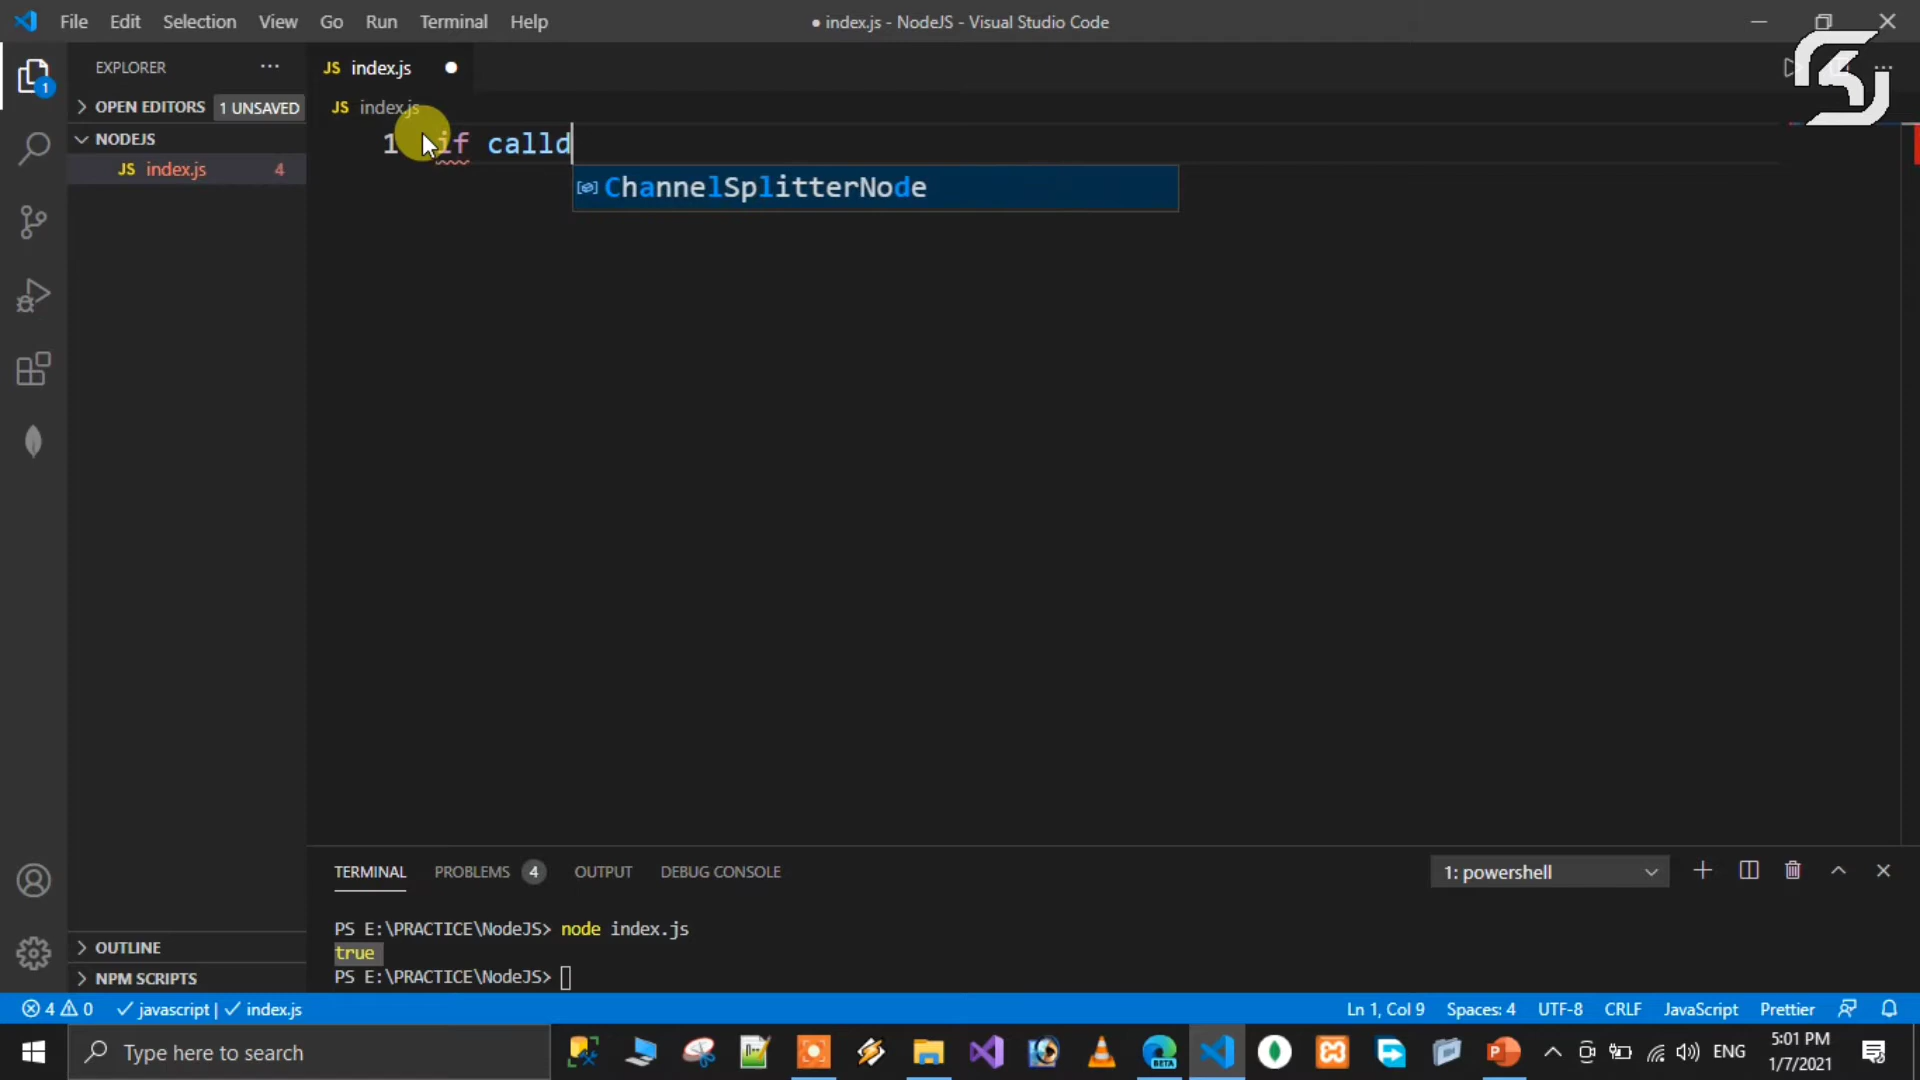 File Edit Selection View Go Run Terminal Help ● index.js - NodeJS - Visual Studio Code
EXPLORER ···
JS index.js ●
OPEN EDITORS 1 UNSAVED
JS index.js
NODEJS
JS index.js 4
1
1 if calld
ChannelSplitterNode
TERMINAL PROBLEMS 4 OUTPUT DEBUG CONSOLE 1: powershell
PS E:\PRACTICE\NodeJS> node index.js
true
PS E:\PRACTICE\NodeJS>
OUTLINE
NPM SCRIPTS
4 0 javascript | index.js Ln 1, Col 9 Spaces: 4 UTF-8 CRLF JavaScript Prettier
Type here to search
BETA
ENG
5:01 PM
1/7/2021